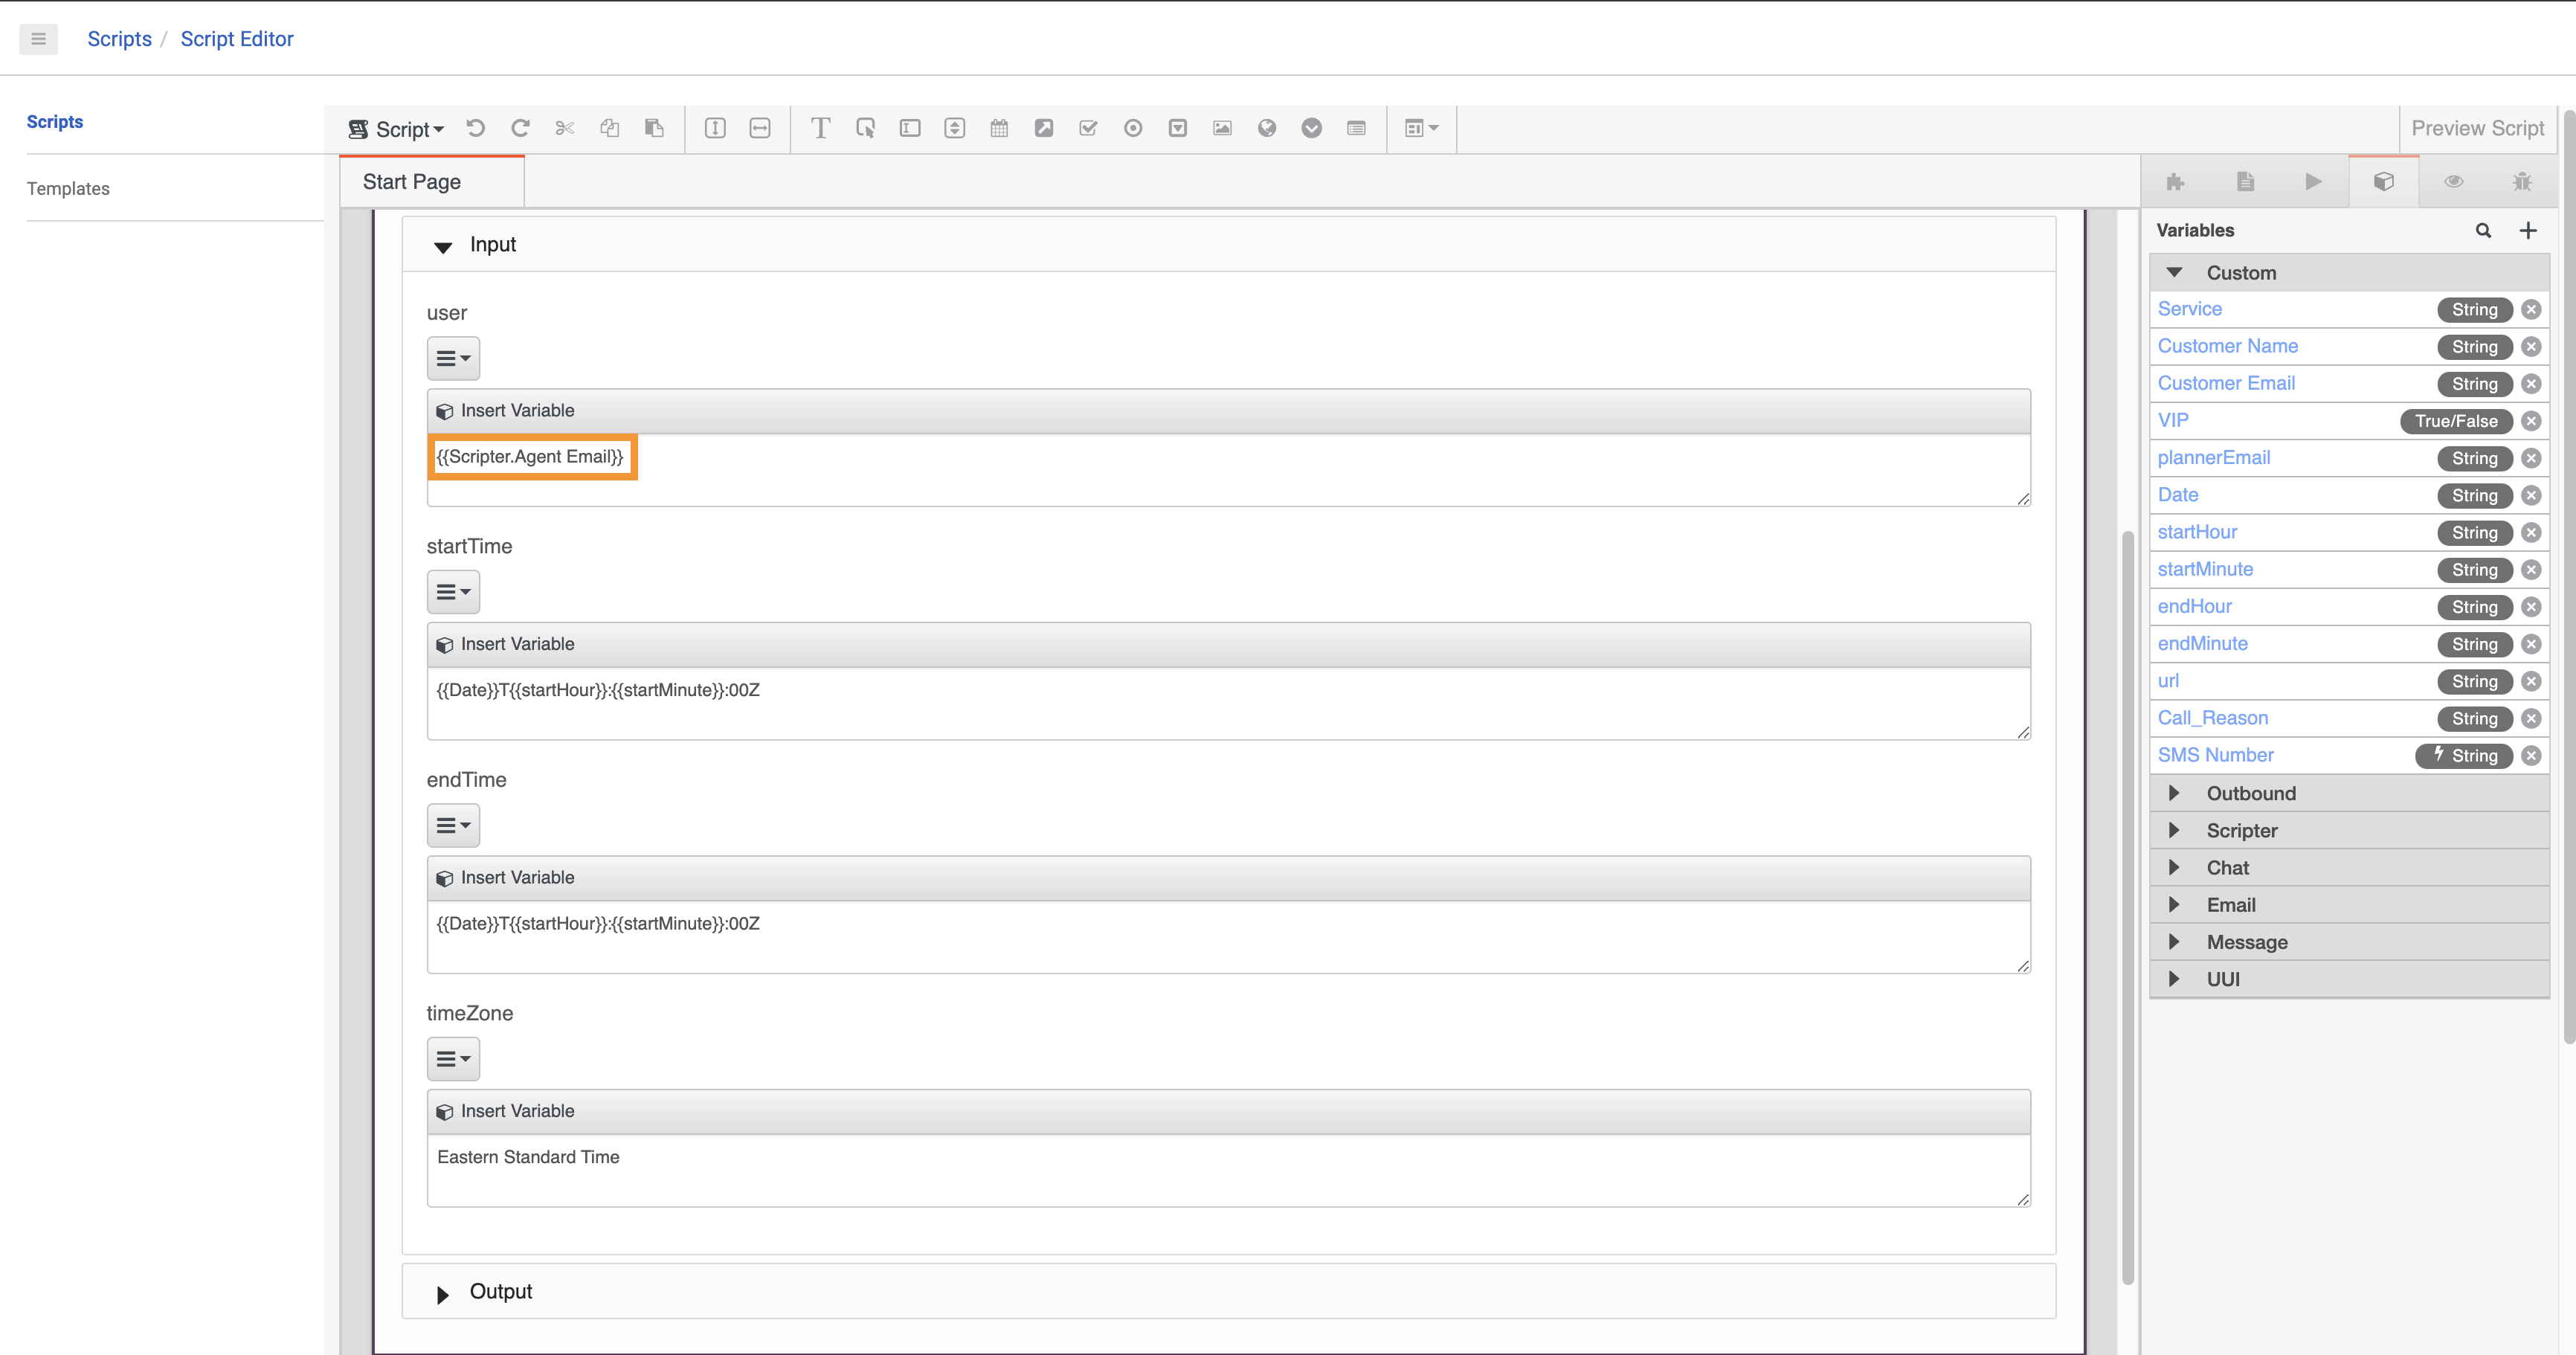 Scripts / Script Editor
Scripts
Templates
Script
Preview Script
Start Page
Input
user
Insert Variable
{{Scripter.Agent Email}}
startTime
Insert Variable
{{Date}}T{{startHour}}:{{startMinute}}:00Z
endTime
Insert Variable
{{Date}}T{{startHour}}:{{startMinute}}:00Z
timeZone
Insert Variable
Eastern Standard Time
Output
Variables
Custom
Service String
Customer Name String
Customer Email String
VIP True/False
plannerEmail String
Date String
startHour String
startMinute String
endHour String
endMinute String
url String
Call_Reason String
SMS Number String
Outbound
Scripter
Chat
Email
Message
UUI